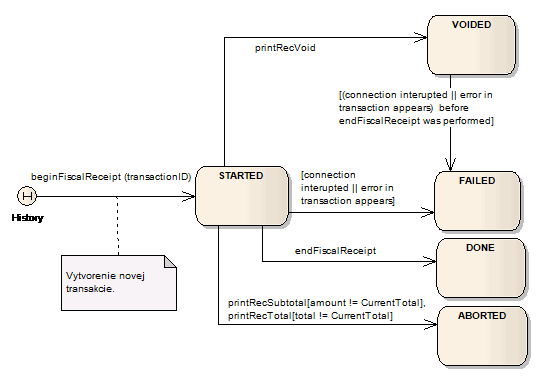 VOIDED
printRecVoid
[(connection interupted || error in
transaction appears) before
endFiscalReceipt was performed]
beginFiscalReceipt (transactionID)
STARTED
[connection
interrupted || error in
transaction appears]
FAILED
H
History
endFiscalReceipt
DONE
Vytvorenie novej
transakcie.
printRecSubtotal[amount != CurrentTotal],
printRecTotal[total != CurrentTotal]
ABORTED